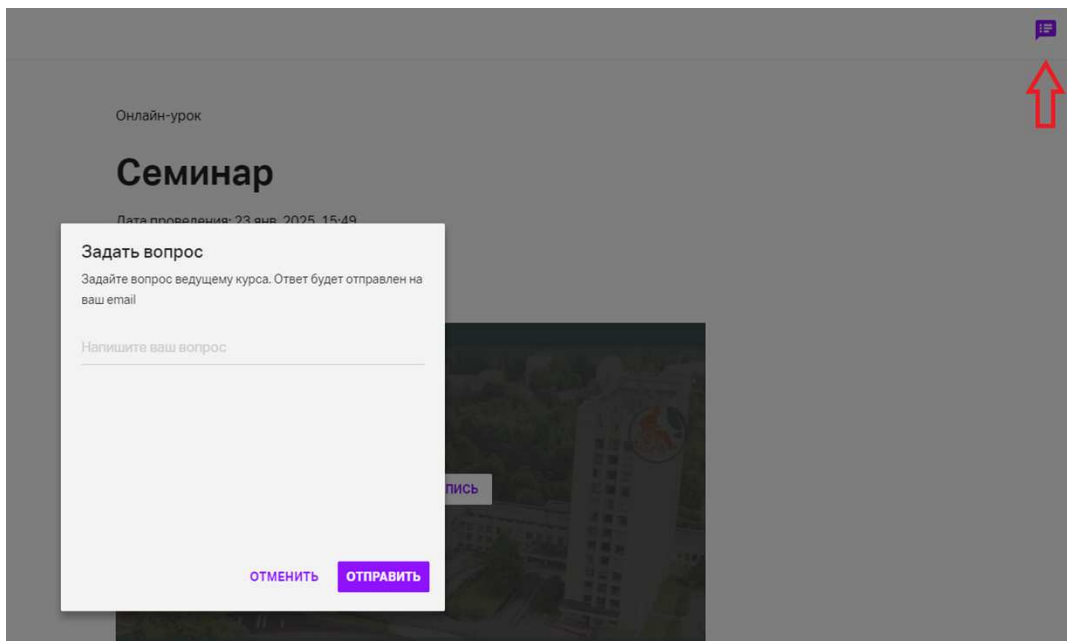 Онлайн-урок
Семинар
Дата проведения: 23 янв. 2025, 15:49
Задать вопрос
Задайте вопрос ведущему курса. Ответ будет отправлен на
ваш email
Напишите ваш вопрос
ПИСЬ
ОТМЕНИТЬ ОТПРАВИТЬ